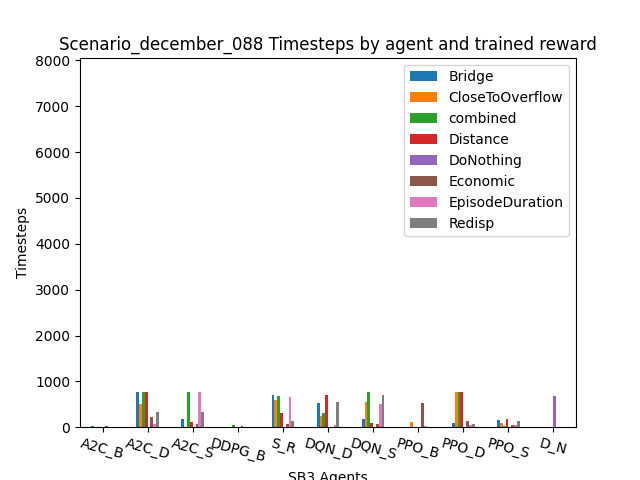 Scenario_december_088 Timesteps by agent and trained reward
8000
7000
6000
5000
4000
3000
2000
1000
0
Timesteps
Bridge
CloseToOverflow
combined
Distance
DoNothing
Economic
EpisodeDuration
Redisp
A2C_B
A2C_D
A2C_S
DDPG_B
S_R
DQN_D
DQN_S
PPO_B
PPO_D
PPO_S
D_N
SB3 Agents